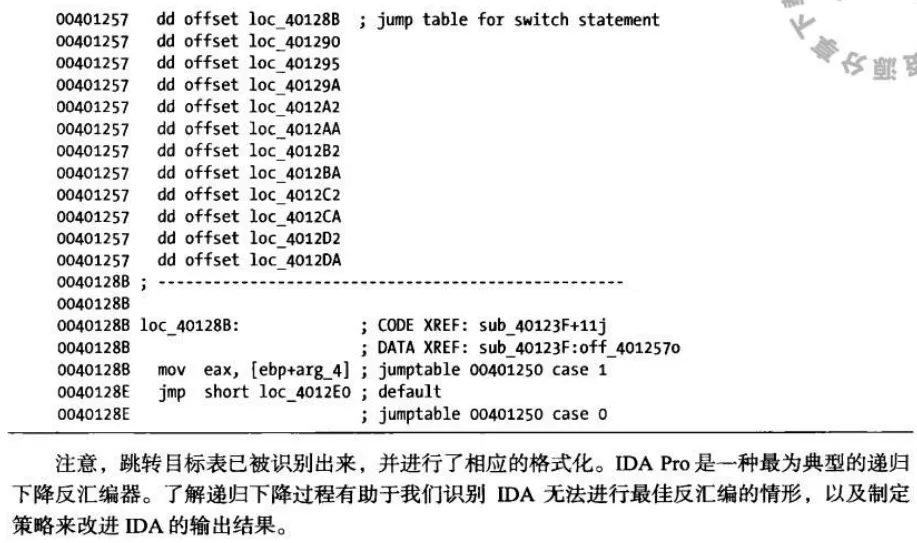 00401257 dd offset loc_40128B ; jump table for switch statement
00401257 dd offset loc_401290
00401257 dd offset loc_401295
00401257 dd offset loc_40129A
00401257 dd offset loc_4012A2
00401257 dd offset loc_4012AA
00401257 dd offset loc_4012B2
00401257 dd offset loc_4012BA
00401257 dd offset loc_4012C2
00401257 dd offset loc_4012CA
00401257 dd offset loc_4012D2
00401257 dd offset loc_4012DA
0040128B ; ---------------------------------------------------
0040128B
0040128B loc_40128B: ; CODE XREF: sub_40123F+11j
0040128B ; DATA XREF: sub_40123F:off_401257o
0040128B mov eax, [ebp+arg_4] ; jumptable 00401250 case 1
0040128E jmp short loc_4012E0 ; default
0040128E ; jumptable 00401250 case 0
注意，跳转目标表已被识别出来，并进行了相应的格式化。IDA Pro是一种最为典型的递归
下降反汇编器。了解递归下降过程有助于我们识别 IDA 无法进行最佳反汇编的情形，以及制定
策略来改进 IDA 的输出结果。
源分享下